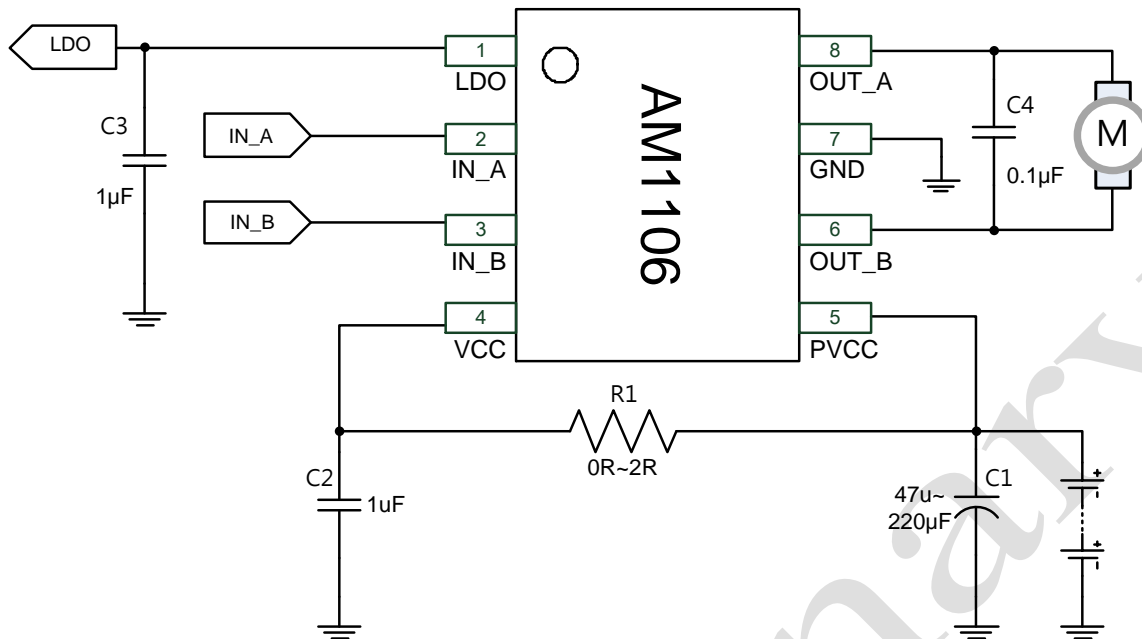 LDO
1
LDO
C3
1µF
IN_A
2
IN_A
IN_B
3
IN_B
4
VCC
AM1106
8
OUT_A
7
GND
6
OUT_B
5
PVCC
C4
0.1µF
M
R1
0R~2R
C2
1uF
C1
47u~
220µF
+
-
+
-